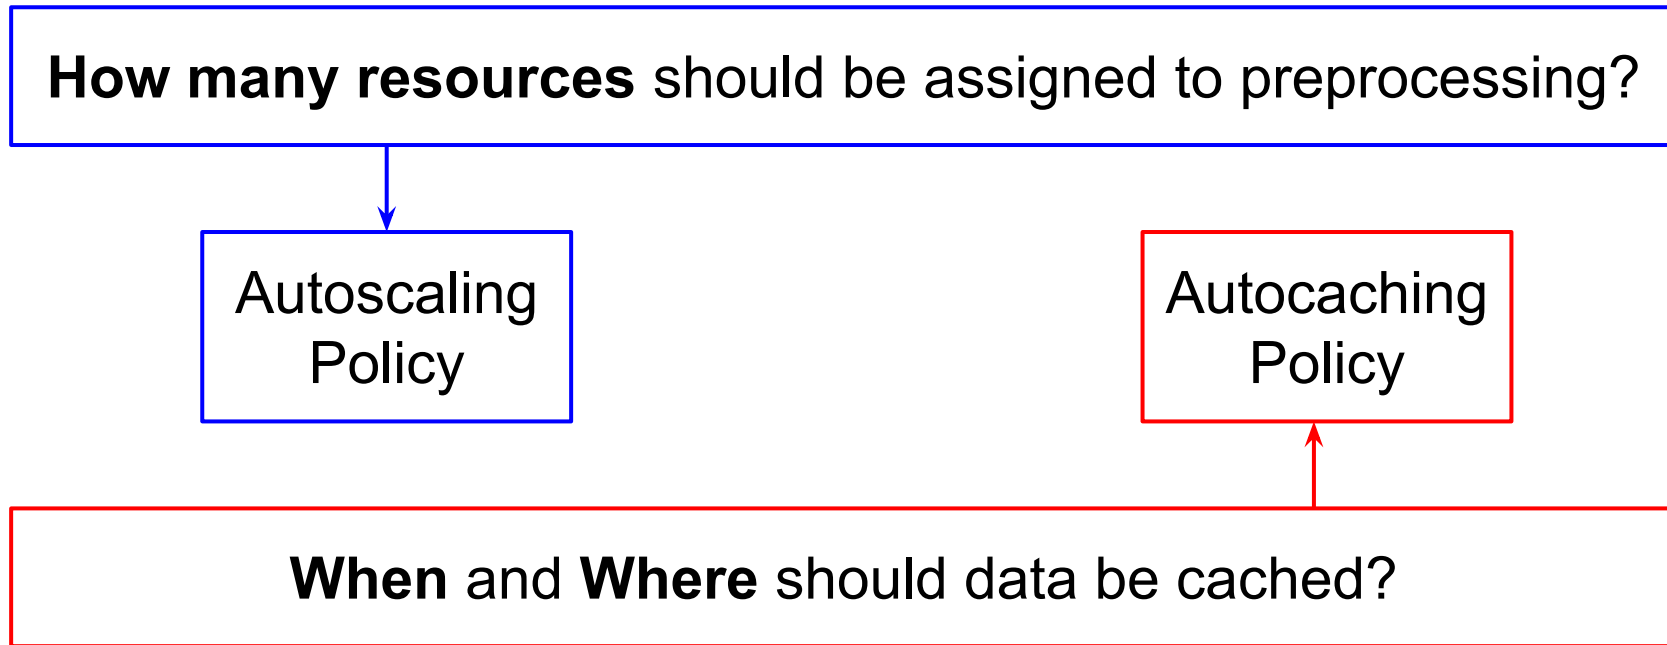 How many resources should be assigned to preprocessing?
Autoscaling
Policy
Autocaching
Policy
When and Where should data be cached?